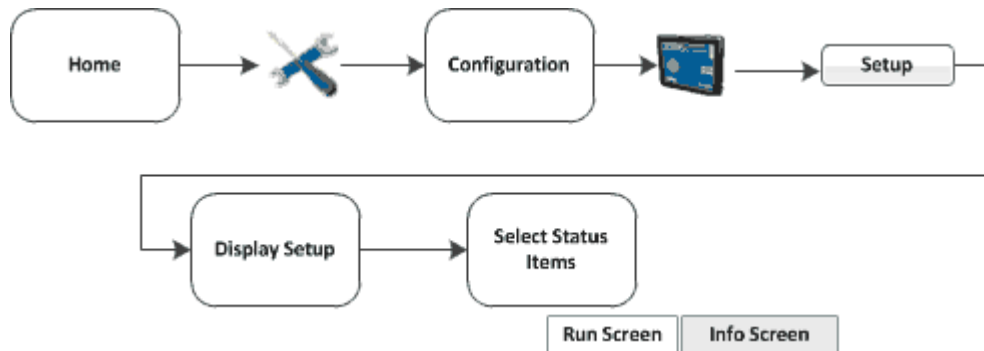 Home
Configuration
Setup
Display Setup
Select Status
Items
Run Screen
Info Screen